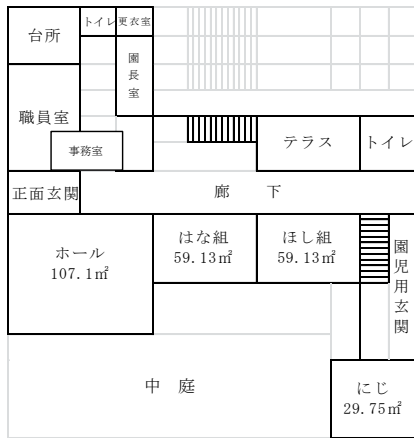 台所
トイレ
更衣室
園長室
職員室
事務室
テラス
トイレ
正面玄関
廊 下
ホール
107.1㎡
はな組
59.13㎡
ほし組
59.13㎡
園児用玄関
中 庭
にじ
29.75㎡